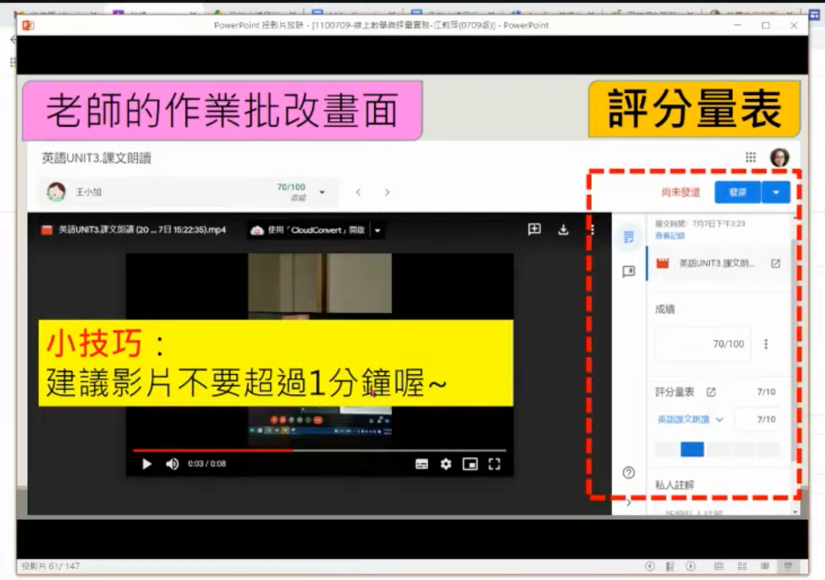 PowerPoint 投影片放映 - [1100709-線上教學與評量實務-江莉萍(0709版)] - PowerPoint
老師的作業批改畫面
評分量表
英語UNIT3.課文朗讀
王小加
70/100
尚未發還
發還
英語UNIT3.課文朗讀 (20 ... 7日 15:22:35).mp4
使用「CloudConvert」開啟
繳交時間：7月7日下午3:23
查看記錄
英語UNIT3.課文朗...
成績
70/100
小技巧：
建議影片不要超過1分鐘喔~
評分量表
7/10
英語課文朗讀
7/10
0:03 / 0:08
私人註解
投影片 61/ 147